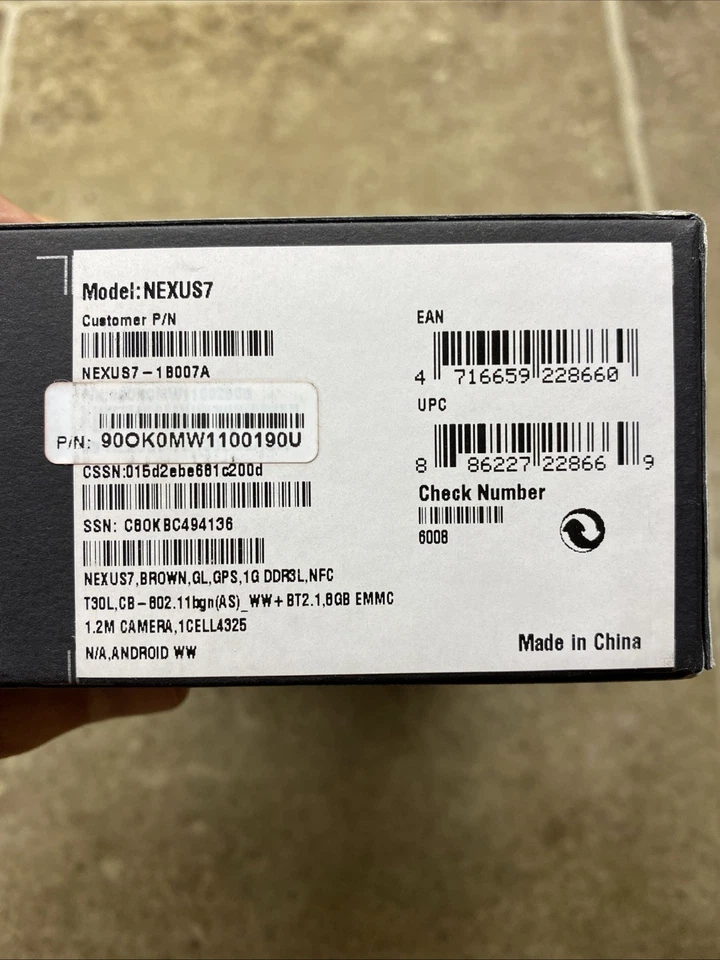 Model:NEXUS7
Customer P/N
NEXUS7-1B007A
P/N: 90OK0MW1100190U
CSSN:015d2ebe681c200d
SSN: C8OKBC494136
NEXUS7,BROWN,GL,GPS,1G DDR3L,NFC
T30L,CB-802.11bgn(AS)_WW+BT2.1,8GB EMMC
1.2M CAMERA,1CELL4325
N/A,ANDROID WW
EAN
4 716659 228660
UPC
8 86227 22866 9
Check Number
6008
Made in China